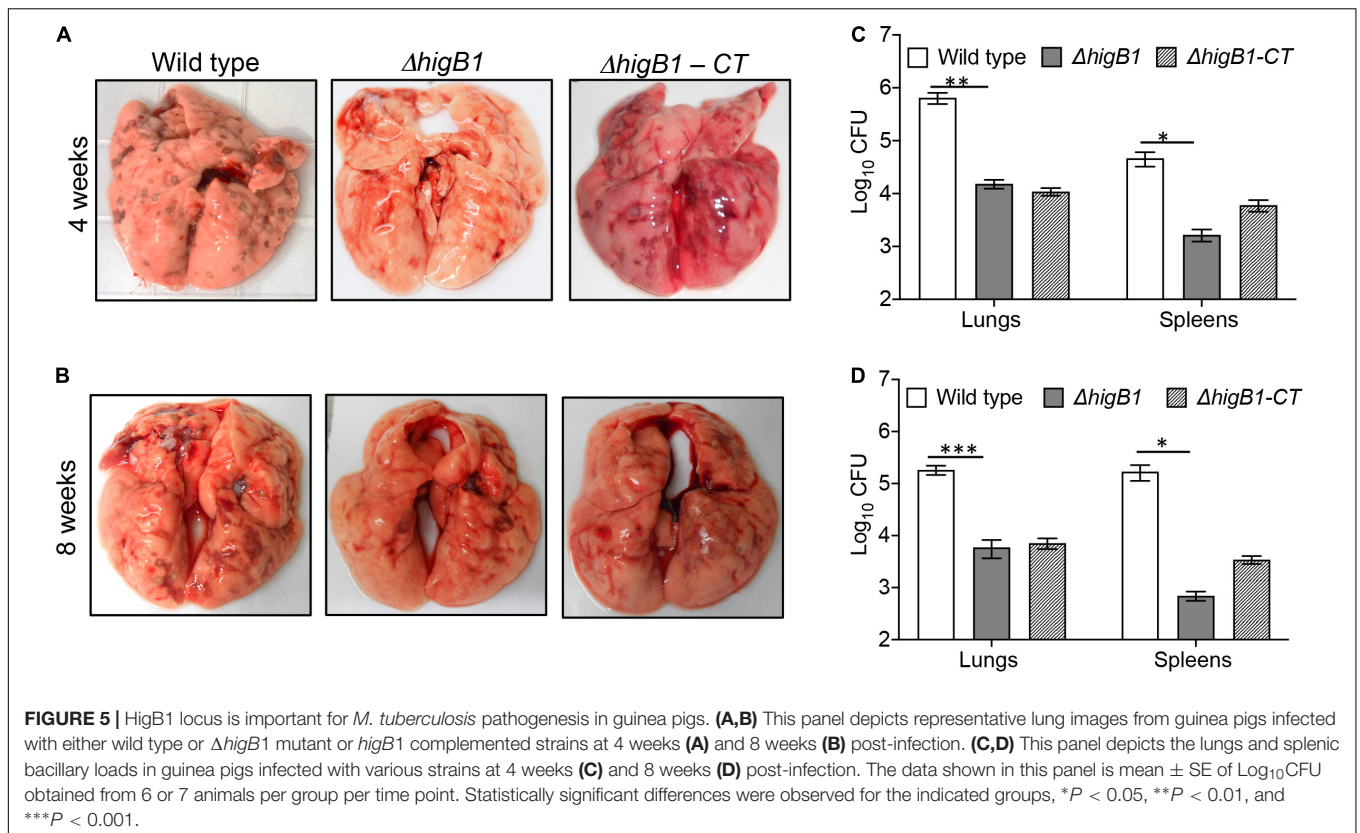 A
Wild type
ΔhigB1
ΔhigB1 – CT
4 weeks
B
8 weeks
C
7
6
5
4
3
2
Log10 CFU
Wild type
ΔhigB1
ΔhigB1-CT
**
*
Lungs
Spleens
D
7
6
5
4
3
2
Log10 CFU
Wild type
ΔhigB1
ΔhigB1-CT
***
*
Lungs
Spleens
FIGURE 5 | HigB1 locus is important for M. tuberculosis pathogenesis in guinea pigs. (A,B) This panel depicts representative lung images from guinea pigs infected
with either wild type or ΔhigB1 mutant or higB1 complemented strains at 4 weeks (A) and 8 weeks (B) post-infection. (C,D) This panel depicts the lungs and splenic
bacillary loads in guinea pigs infected with various strains at 4 weeks (C) and 8 weeks (D) post-infection. The data shown in this panel is mean ± SE of Log10CFU
obtained from 6 or 7 animals per group per time point. Statistically significant differences were observed for the indicated groups, *P < 0.05, **P < 0.01, and
***P < 0.001.